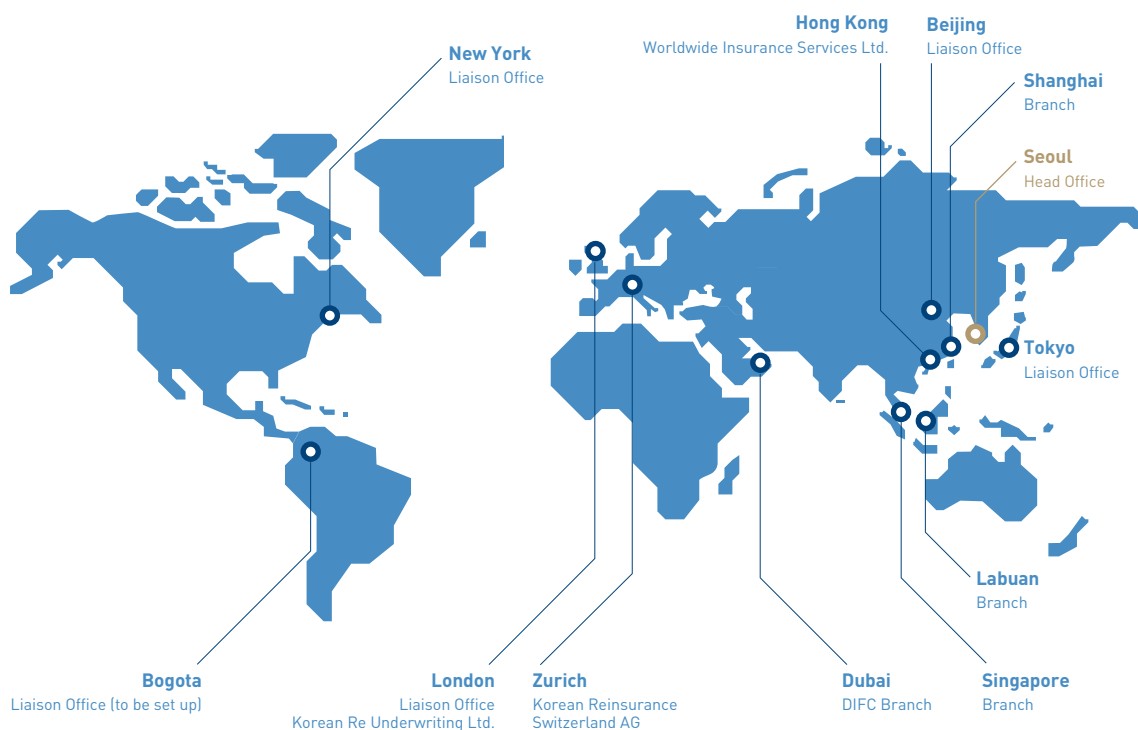 Hong Kong
Worldwide Insurance Services Ltd.
Beijing
Liaison Office
New York
Liaison Office
Shanghai
Branch
Seoul
Head Office
Tokyo
Liaison Office
Labuan
Branch
Bogota
Liaison Office (to be set up)
London
Liaison Office
Korean Re Underwriting Ltd.
Zurich
Korean Reinsurance
Switzerland AG
Dubai
DIFC Branch
Singapore
Branch